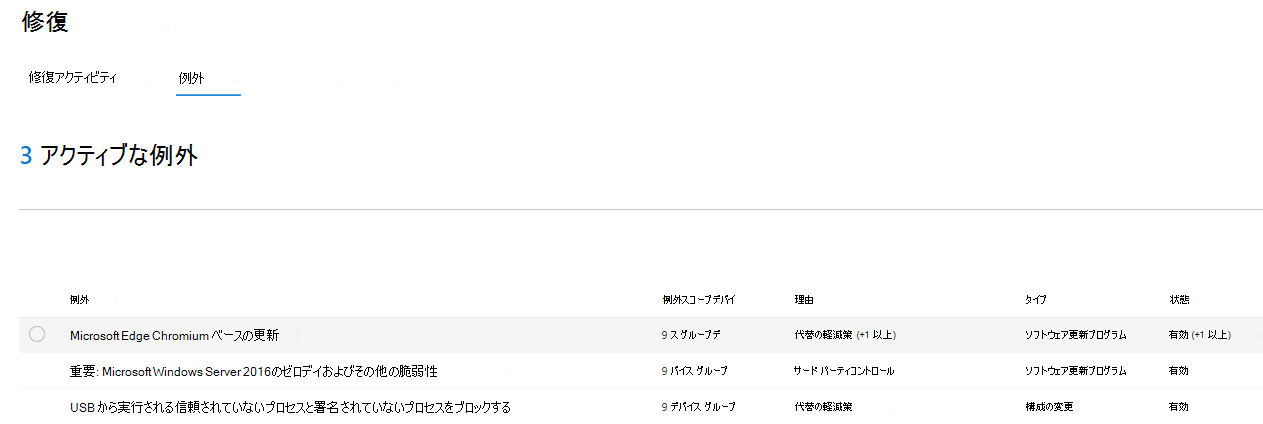 修復
修復アクティビティ 例外
3 アクティブな例外
例外 例外スコープデバイ 理由 タイプ 状態
Microsoft Edge Chromium ベースの更新 9 スグループデ 代替の軽減策 (+1 以上) ソフトウェア更新プログラム 有効 (+1 以上)
重要: Microsoft Windows Server 2016のゼロデイおよびその他の脆弱性 9 バイス グループ サード パーティコントロール ソフトウェア更新プログラム 有効
USB から実行される信頼されていないプロセスと署名されていないプロセスをブロックする 9 デバイス グループ 代替の軽減策 構成の変更 有効